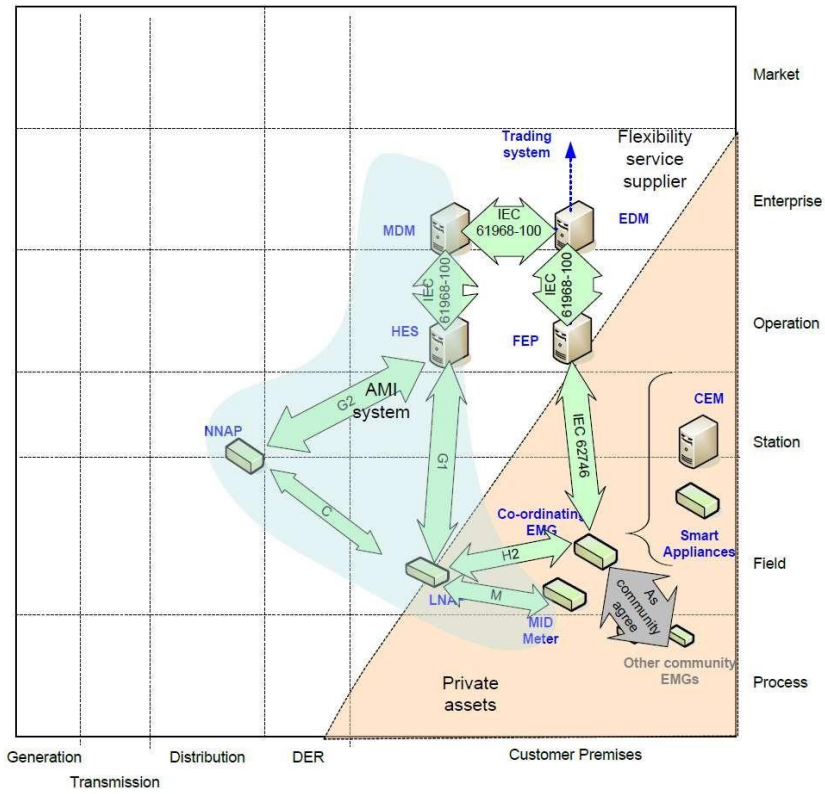 Market
Trading
system
Flexibility
service
supplier
Enterprise
MDM
IEC
61968-100
EDM
IEC
61968-100
IEC
61968-100
HES
FEP
Operation
G2
AMI
system
NNAP
G1
IEC 62746
CEM
Station
C
Co-ordinating
EMG
Smart
Appliances
H2
Field
LNAP
M
MID
Meter
As
community
agree
Other community
EMGs
Private
assets
Process
Generation
Transmission
Distribution
DER
Customer Premises